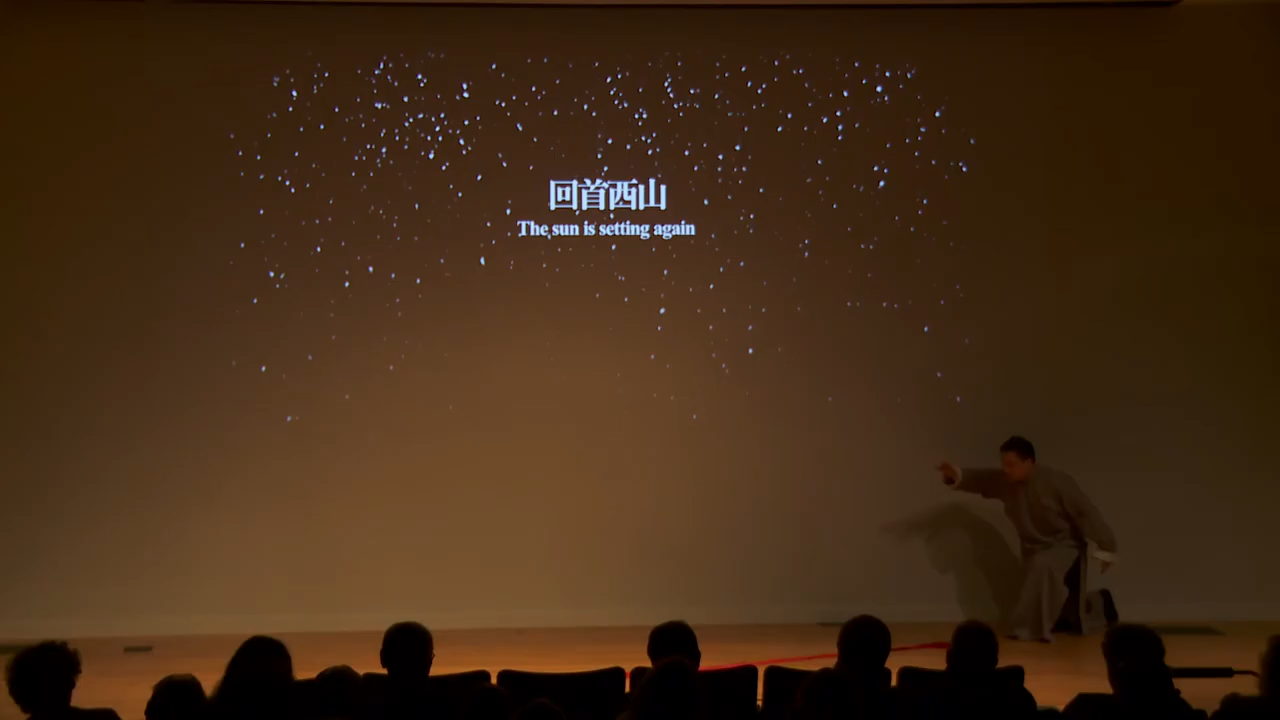 回首西山
The sun is setting again